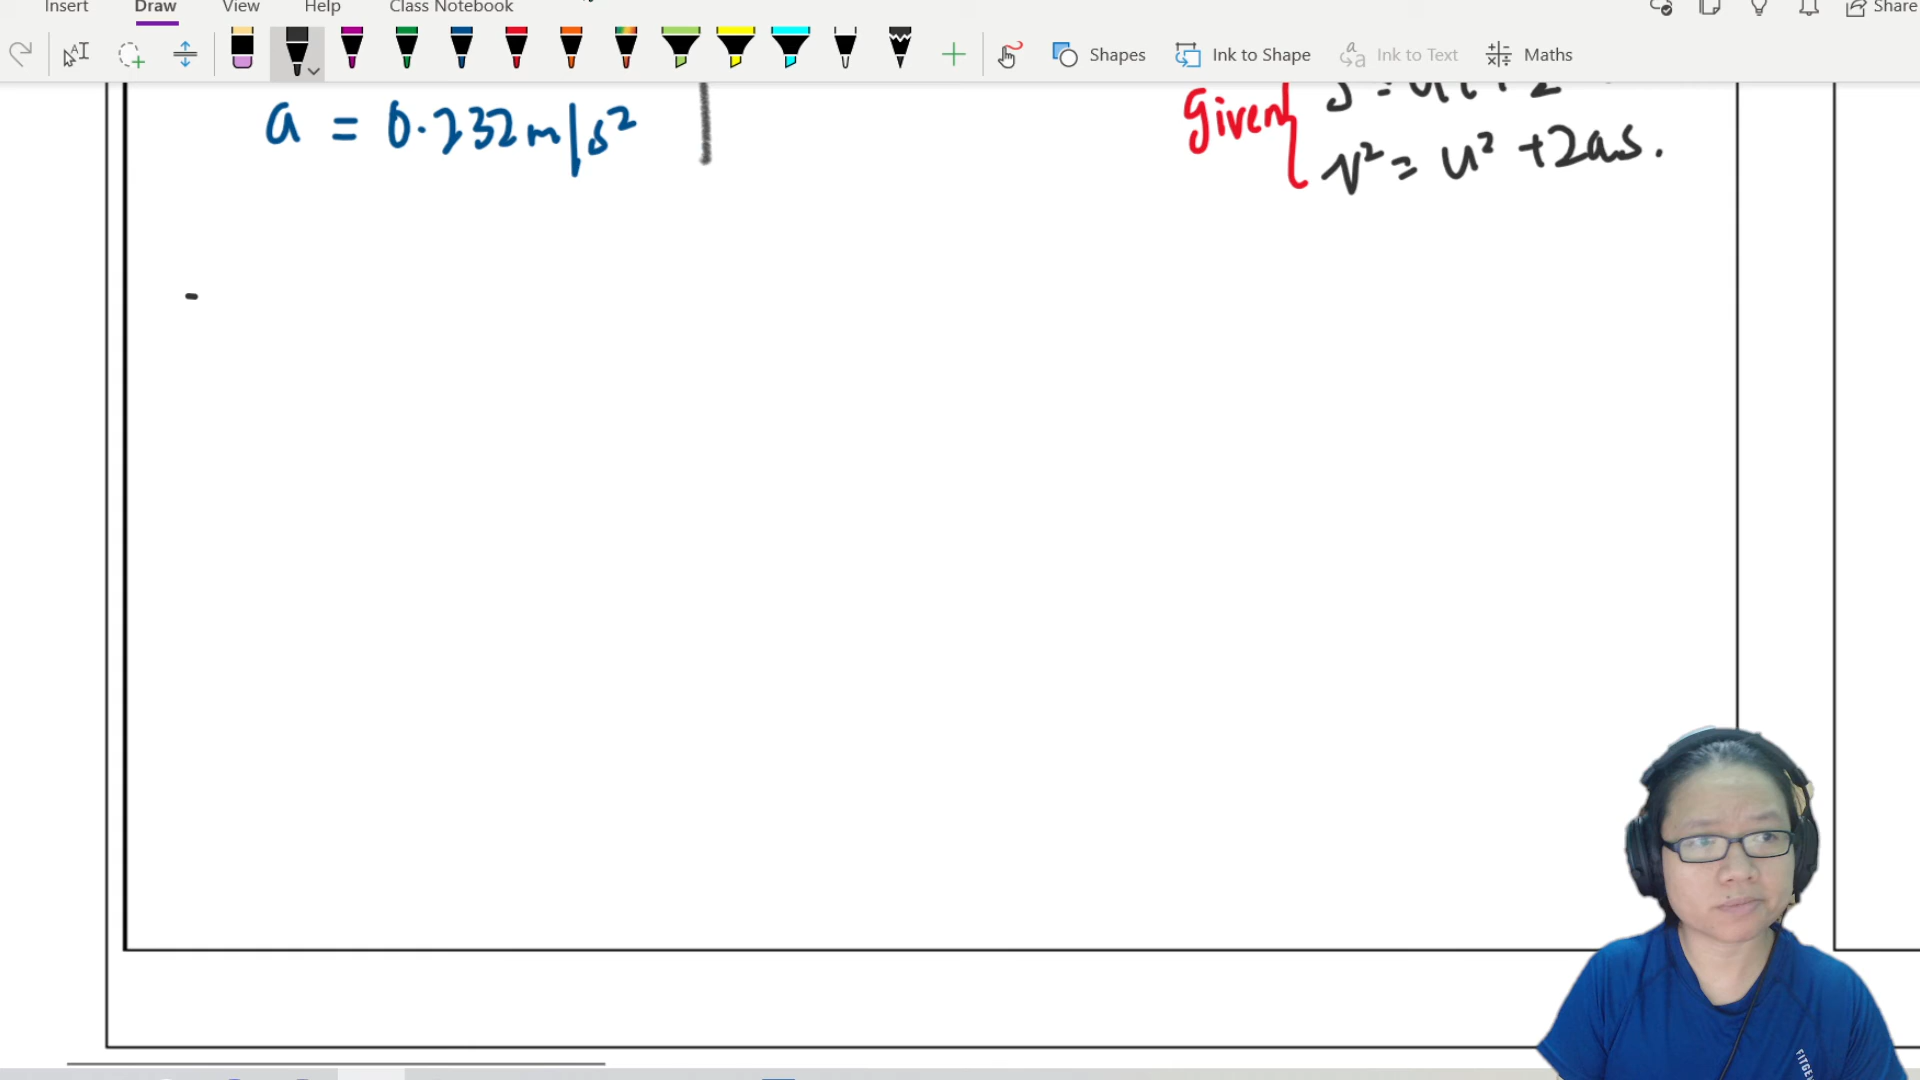 Insert Draw View Help Class Notebook Share
Shapes Ink to Shape Ink to Text Maths
a = 0.232 m/s²
given
v² = u² + 2as.
FITGE